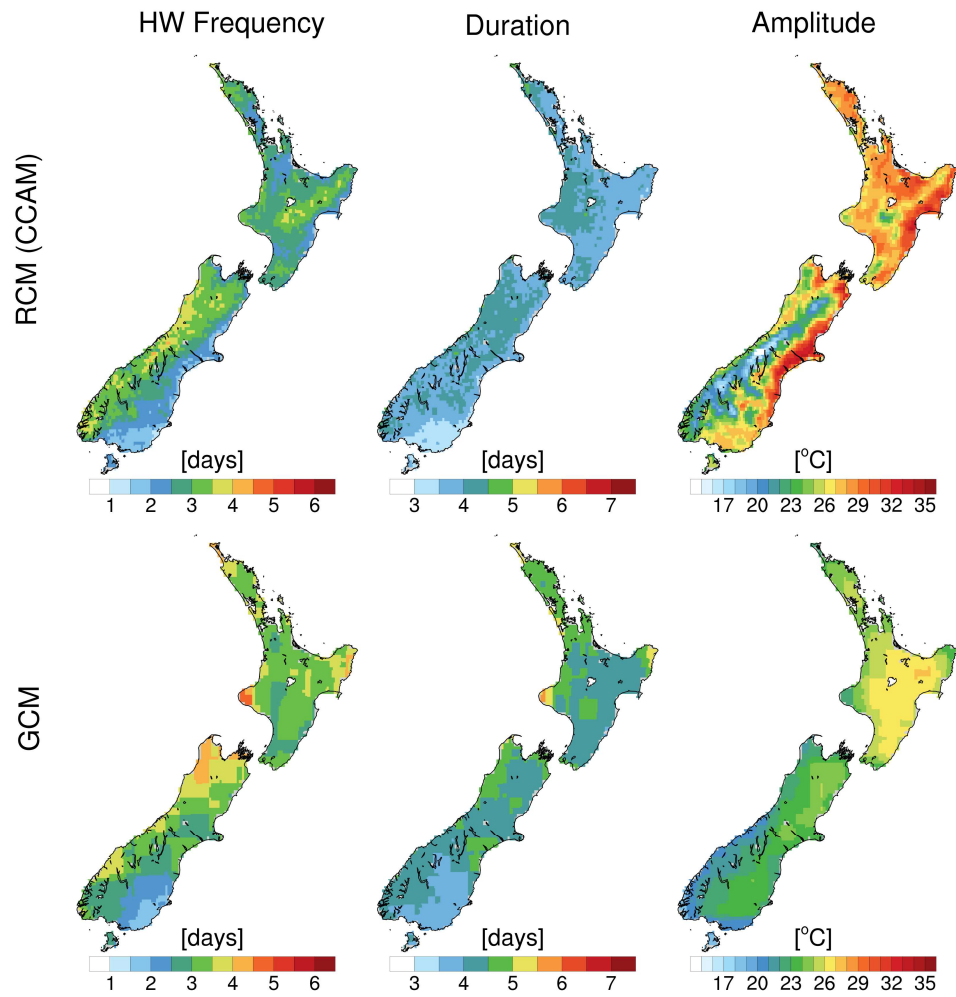 HW Frequency Duration Amplitude
RCM (CCAM)
[days] [days] [°C]
1 2 3 4 5 6 3 4 5 6 7 17 20 23 26 29 32 35
GCM
[days] [days] [°C]
1 2 3 4 5 6 3 4 5 6 7 17 20 23 26 29 32 35